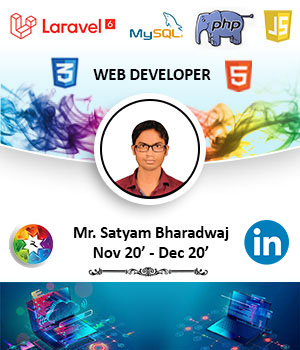 Laravel 6
MySQL
php
JS
3
WEB DEVELOPER
5
Mr. Satyam Bharadwaj
Nov 20' - Dec 20'
in